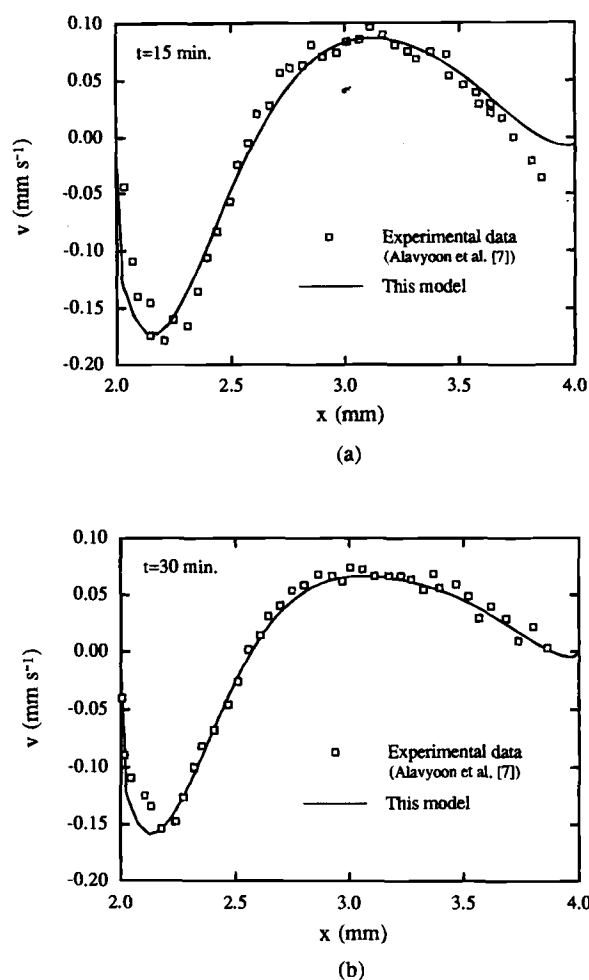 0.10
t=15 min.
0.05
0.00
-0.05
v (mm s⁻¹)
Experimental data
(Alavyoon et al. [7])
-0.10
This model
-0.15
-0.20
2.0 2.5 3.0 3.5 4.0
x (mm)
(a)
0.10
t=30 min.
0.05
0.00
v (mm s⁻¹)
-0.05
Experimental data
(Alavyoon et al. [7])
-0.10
This model
-0.15
-0.20
2.0 2.5 3.0 3.5 4.0
x (mm)
(b)